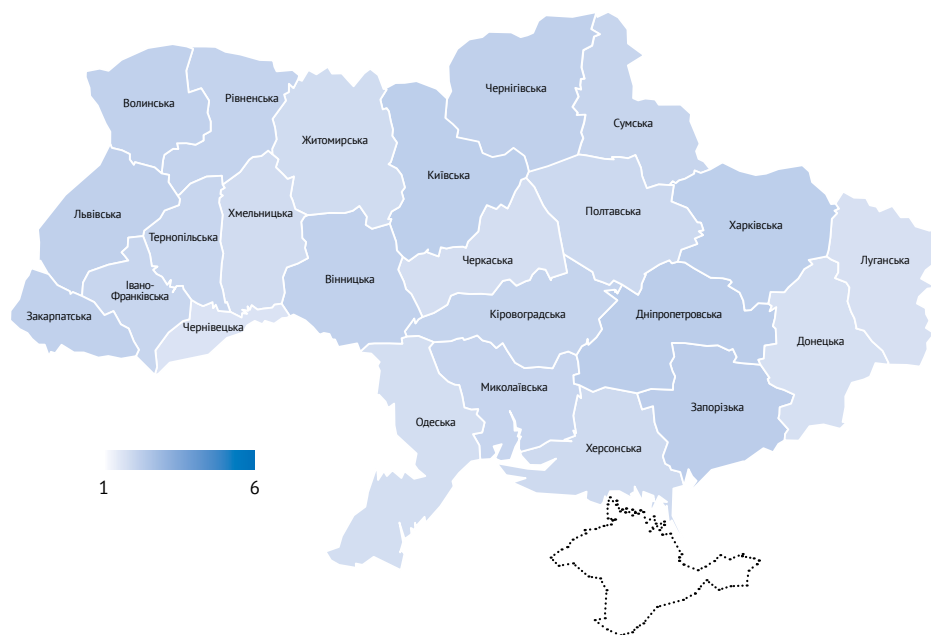 Чернігівська
Волинська
Рівненська
Сумська
Житомирська
Київська
Львівська
Хмельницька
Полтавська
Тернопільська
Харківська
Черкаська
Луганська
Івано-
Франківська
Вінницька
Закарпатська
Чернівецька
Кіровоградська
Дніпропетровська
Донецька
Миколаївська
Запорізька
Одеська
Херсонська
1
6